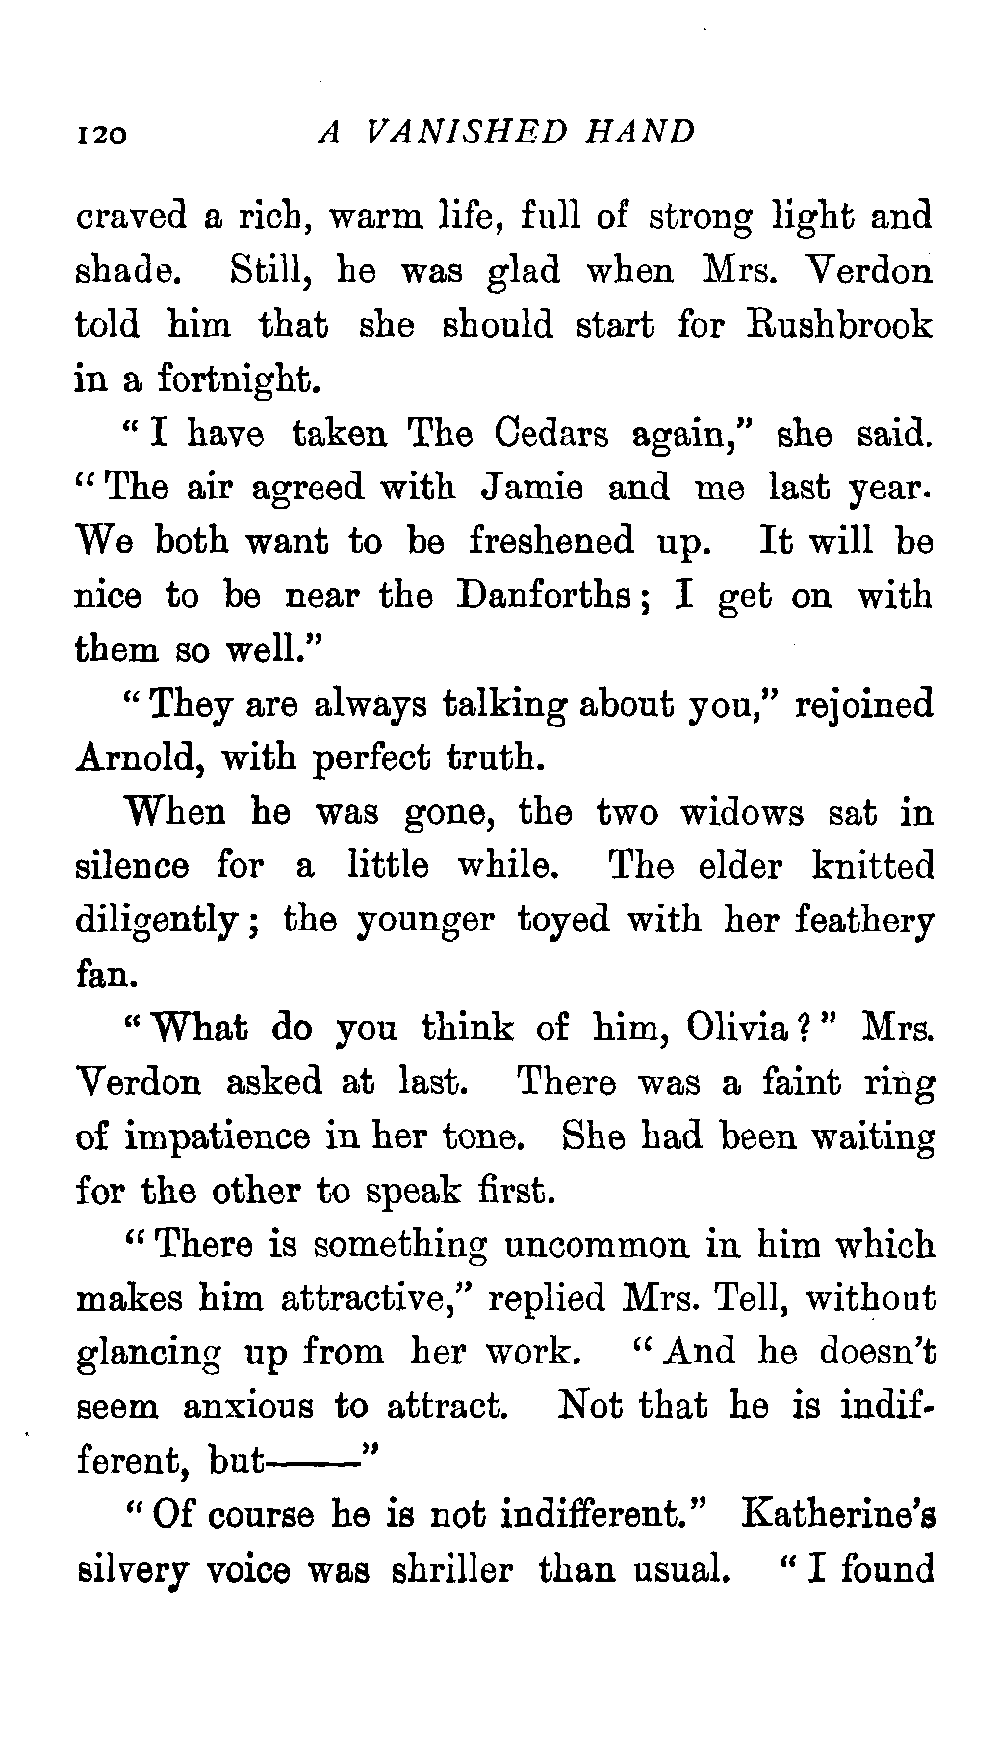 120 A VANISHED HAND
craved a rich, warm life, full of strong light and
shade. Still, he was glad when Mrs. Verdon
told him that she should start for Rushbrook
in a fortnight.
“I have taken The Cedars again,” she said.
“The air agreed with Jamie and me last year.
We both want to be freshened up. It will be
nice to be near the Danforths; I get on with
them so well.”
“They are always talking about you,” rejoined
Arnold, with perfect truth.
When he was gone, the two widows sat in
silence for a little while. The elder knitted
diligently; the younger toyed with her feathery
fan.
“What do you think of him, Olivia?” Mrs.
Verdon asked at last. There was a faint ring
of impatience in her tone. She had been waiting
for the other to speak first.
“There is something uncommon in him which
makes him attractive,” replied Mrs. Tell, without
glancing up from her work. “And he doesn’t
seem anxious to attract. Not that he is indif-
ferent, but——”
“Of course he is not indifferent.” Katherine’s
silvery voice was shriller than usual. “I found